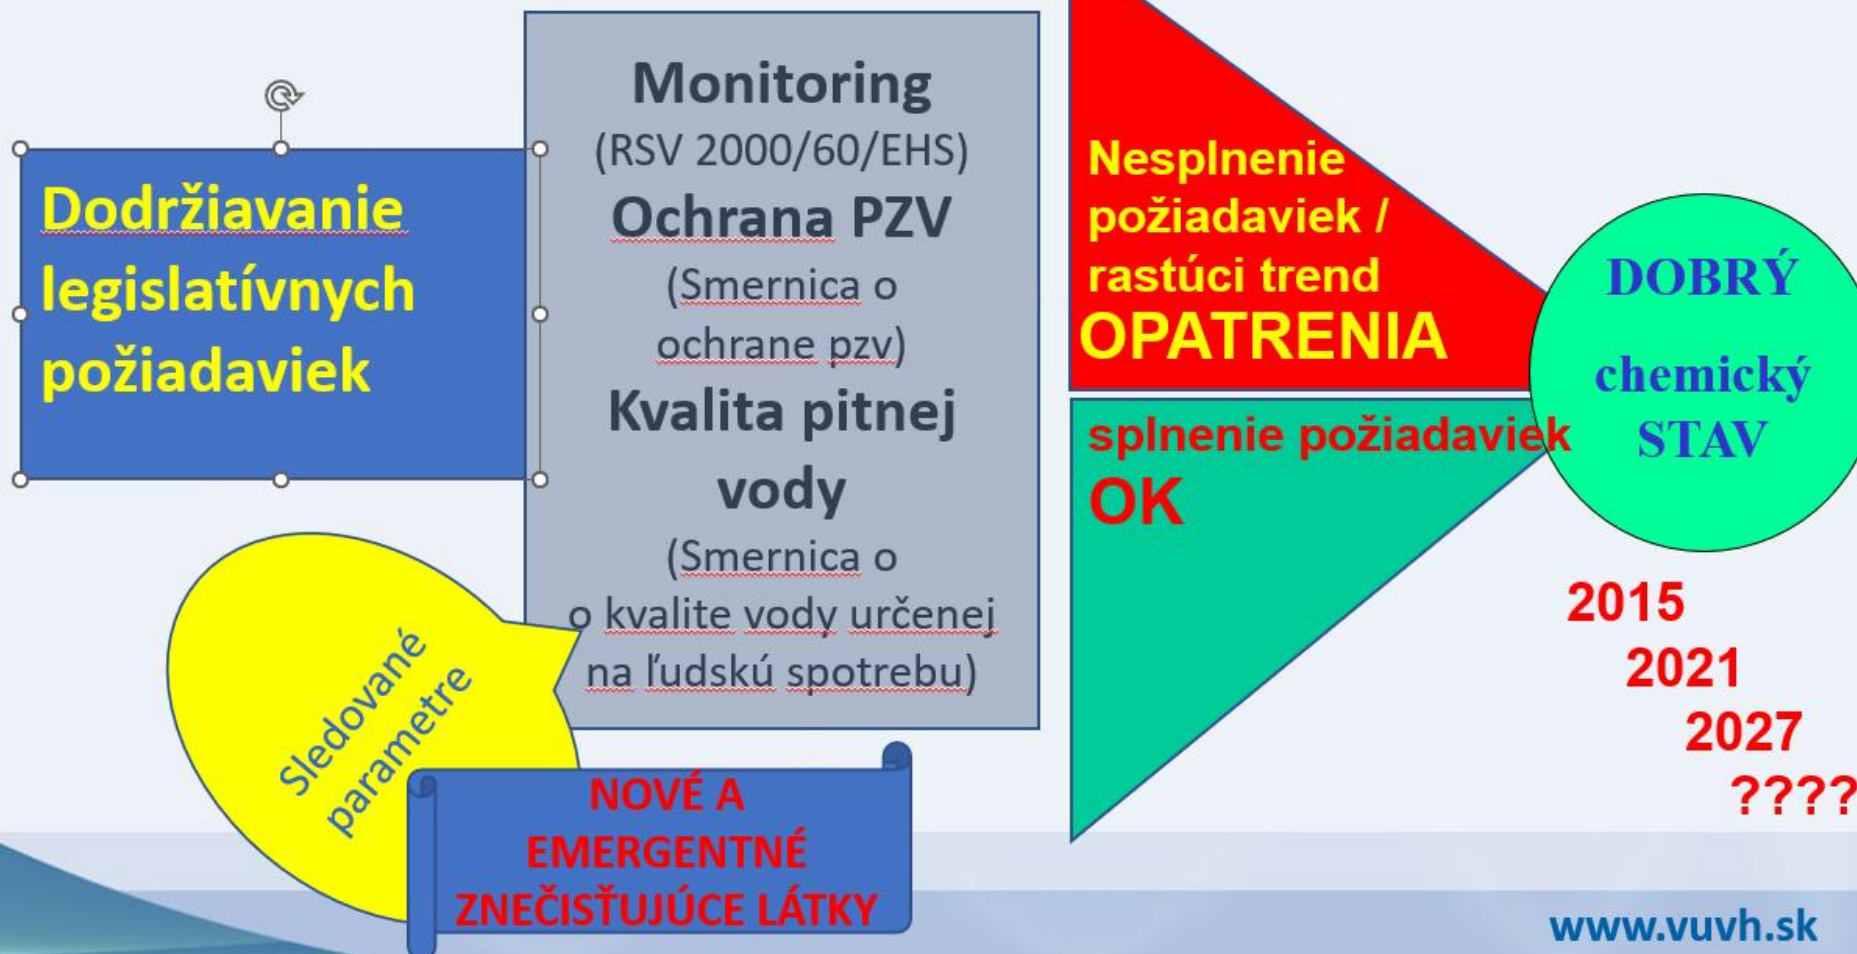 Dodržiavanie
legislatívnych
požiadaviek
Monitoring
(RSV 2000/60/EHS)
Ochrana PZV
(Smernica o
ochrane pzv)
Kvalita pitnej
vody
(Smernica o
o kvalite vody určenej
na ľudskú spotrebu)
Sledované
parametre
NOVÉ A
EMERGENTNÉ
ZNEČISŤUJÚCE LÁTKY
Nesplnenie
požiadaviek /
rastúci trend
OPATRENIA
splnenie požiadaviek
OK
DOBRÝ
chemický
STAV
2015
2021
2027
????
www.vuvh.sk